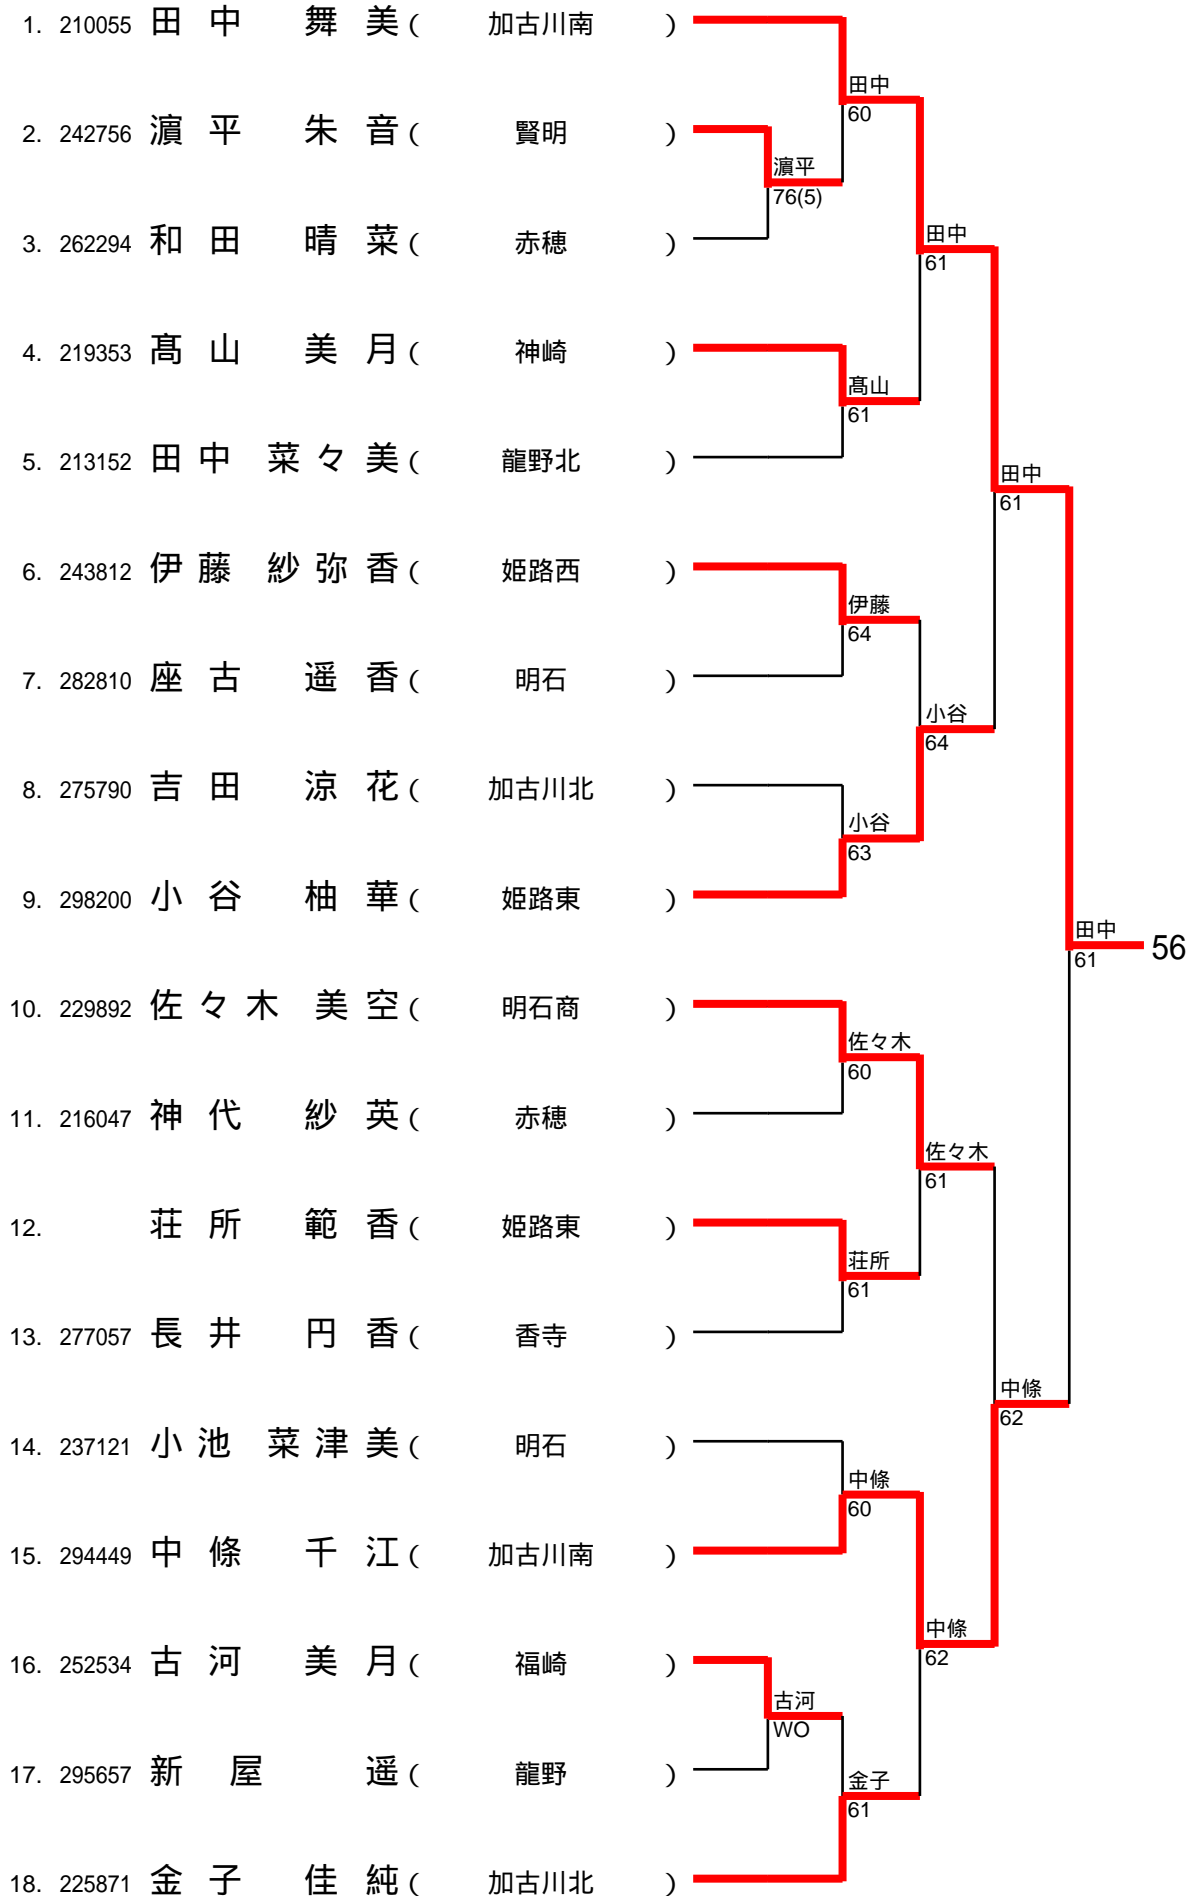 1. 210055 田中 舞美 ( 加古川南 )
田中
60
2. 242756 濵平 朱音 ( 賢明 )
濵平
76(5)
3. 262294 和田 晴菜 ( 赤穂 )
田中
61
4. 219353 髙山 美月 ( 神崎 )
髙山
61
5. 213152 田中 菜々美 ( 龍野北 )
田中
61
6. 243812 伊藤 紗弥香 ( 姫路西 )
伊藤
64
7. 282810 座古 遥香 ( 明石 )
小谷
64
8. 275790 吉田 涼花 ( 加古川北 )
小谷
63
9. 298200 小谷 柚華 ( 姫路東 )
田中
61
56
10. 229892 佐々木 美空 ( 明石商 )
佐々木
60
11. 216047 神代 紗英 ( 赤穂 )
佐々木
61
12. 荘所 範香 ( 姫路東 )
荘所
61
13. 277057 長井 円香 ( 香寺 )
中條
62
14. 237121 小池 菜津美 ( 明石 )
中條
60
15. 294449 中條 千江 ( 加古川南 )
中條
62
16. 252534 古河 美月 ( 福崎 )
古河
WO
17. 295657 新屋 遥 ( 龍野 )
金子
61
18. 225871 金子 佳純 ( 加古川北 )